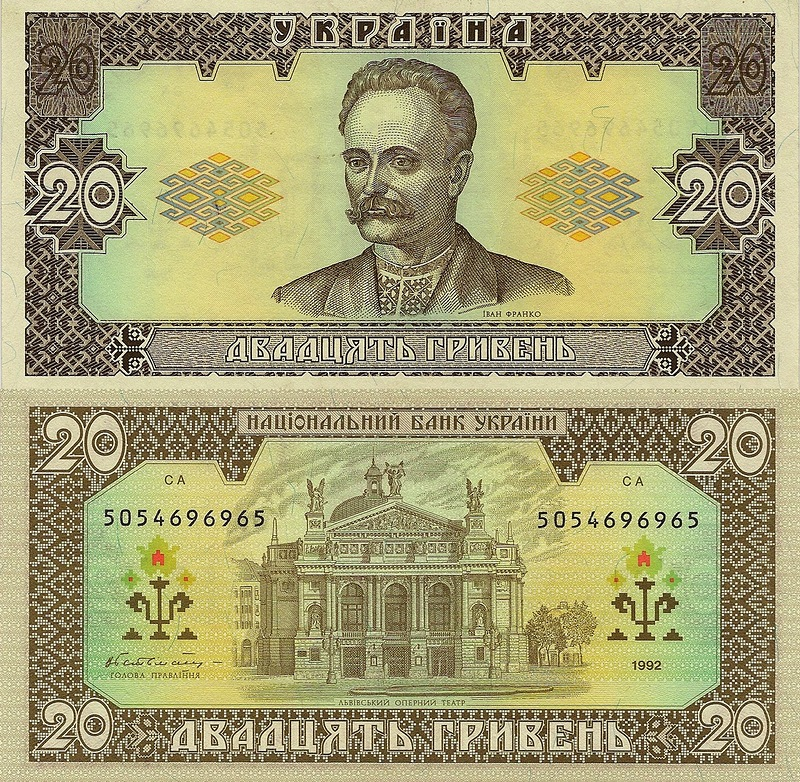 УКРАЇНА
20
20
20
20
ІВАН ФРАНКО
ДВАДЦЯТЬ ГРИВЕНЬ
НАЦІОНАЛЬНИЙ БАНК УКРАЇНИ
20
20
СА
СА
5054696965
5054696965
ГОЛОВА ПРАВЛІННЯ
1992
ЛЬВІВСЬКИЙ ОПЕРНИЙ ТЕАТР
20
ДВАДЦЯТЬ ГРИВЕНЬ
20